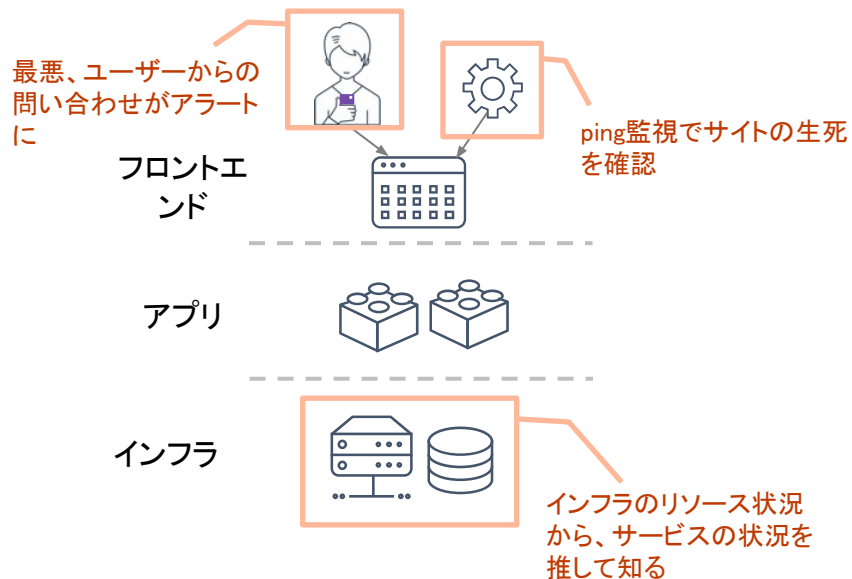 最悪、ユーザーからの
問い合わせがアラート
に
ping監視でサイトの生死
を確認
フロントエ
ンド
アプリ
インフラ
インフラのリソース状況
から、サービスの状況を
推して知る